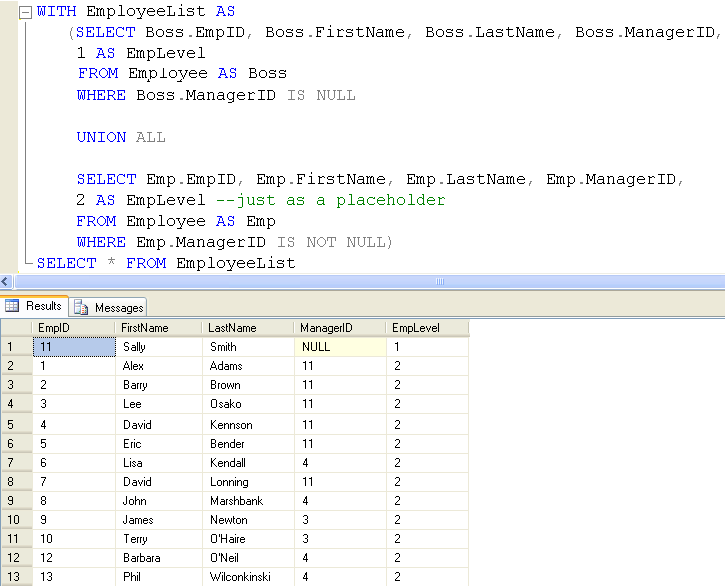 WITH EmployeeList AS
(SELECT Boss.EmpID, Boss.FirstName, Boss.LastName, Boss.ManagerID,
1 AS EmpLevel
FROM Employee AS Boss
WHERE Boss.ManagerID IS NULL
UNION ALL
SELECT Emp.EmpID, Emp.FirstName, Emp.LastName, Emp.ManagerID,
2 AS EmpLevel --just as a placeholder
FROM Employee AS Emp
WHERE Emp.ManagerID IS NOT NULL)
SELECT * FROM EmployeeList
Results Messages
EmpID FirstName LastName ManagerID EmpLevel
1 11 Sally Smith NULL 1
2 1 Alex Adams 11 2
3 2 Barry Brown 11 2
4 3 Lee Osako 11 2
5 4 David Kennson 11 2
6 5 Eric Bender 11 2
7 6 Lisa Kendall 4 2
8 7 David Lonning 11 2
9 8 John Marshbank 4 2
10 9 James Newton 3 2
11 10 Terry O'Haire 3 2
12 12 Barbara O'Neil 4 2
13 13 Phil Wilconkinski 4 2